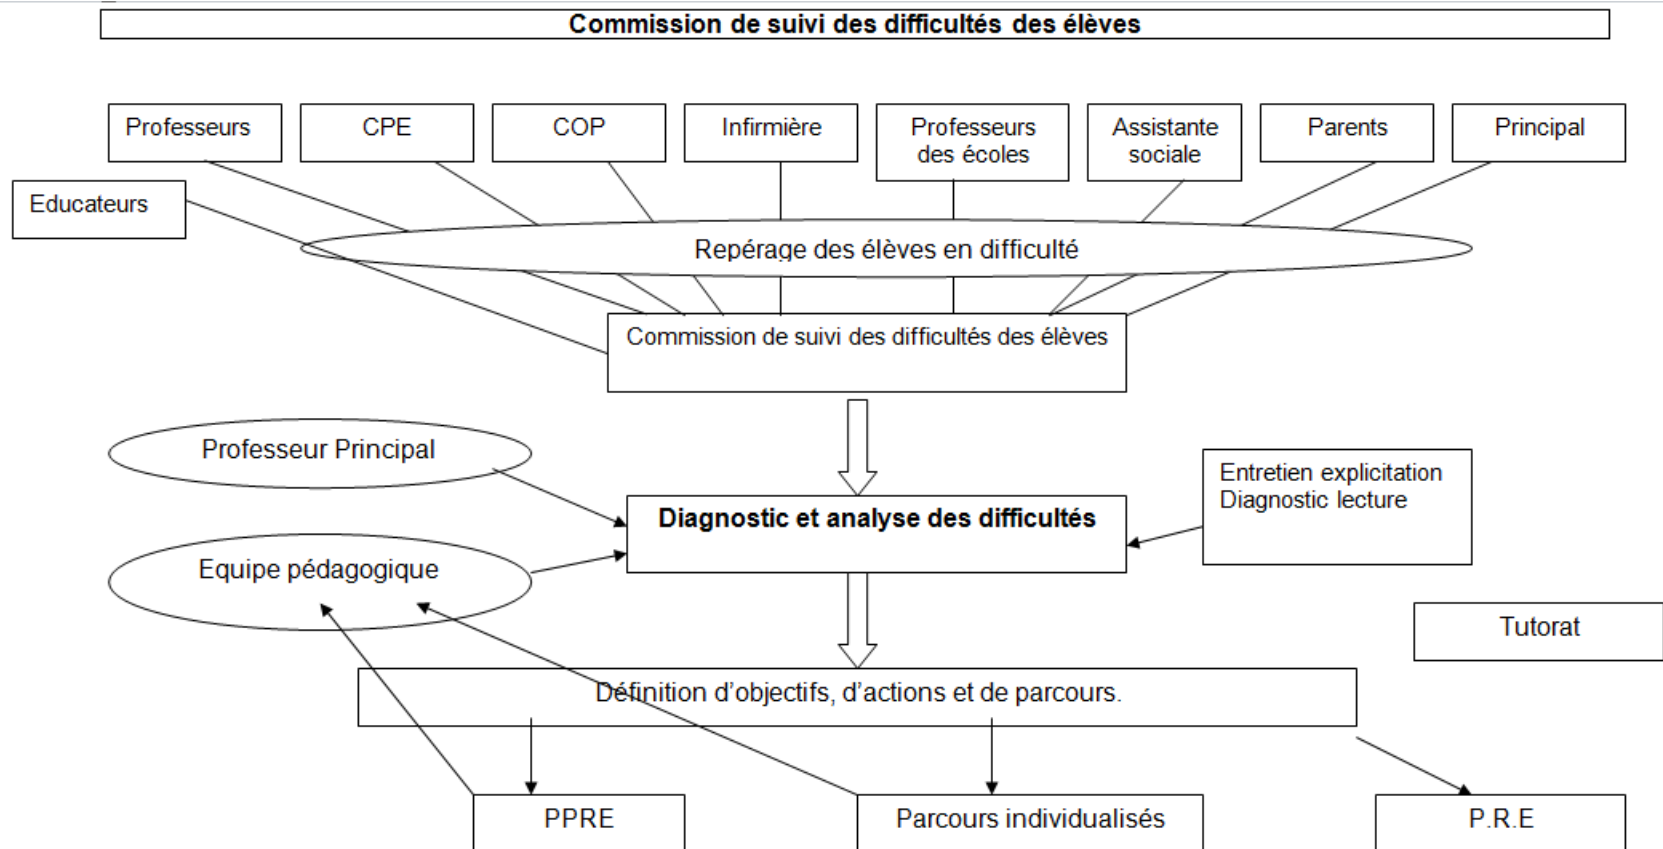 Commission de suivi des difficultés des élèves
Professeurs
CPE
COP
Infirmière
Professeurs
des écoles
Assistante
sociale
Parents
Principal
Educateurs
Repérage des élèves en difficulté
Commission de suivi des difficultés des élèves
Professeur Principal
Entretien explicitation
Diagnostic lecture
Diagnostic et analyse des difficultés
Equipe pédagogique
Tutorat
Définition d’objectifs, d’actions et de parcours.
PPRE
Parcours individualisés
P.R.E